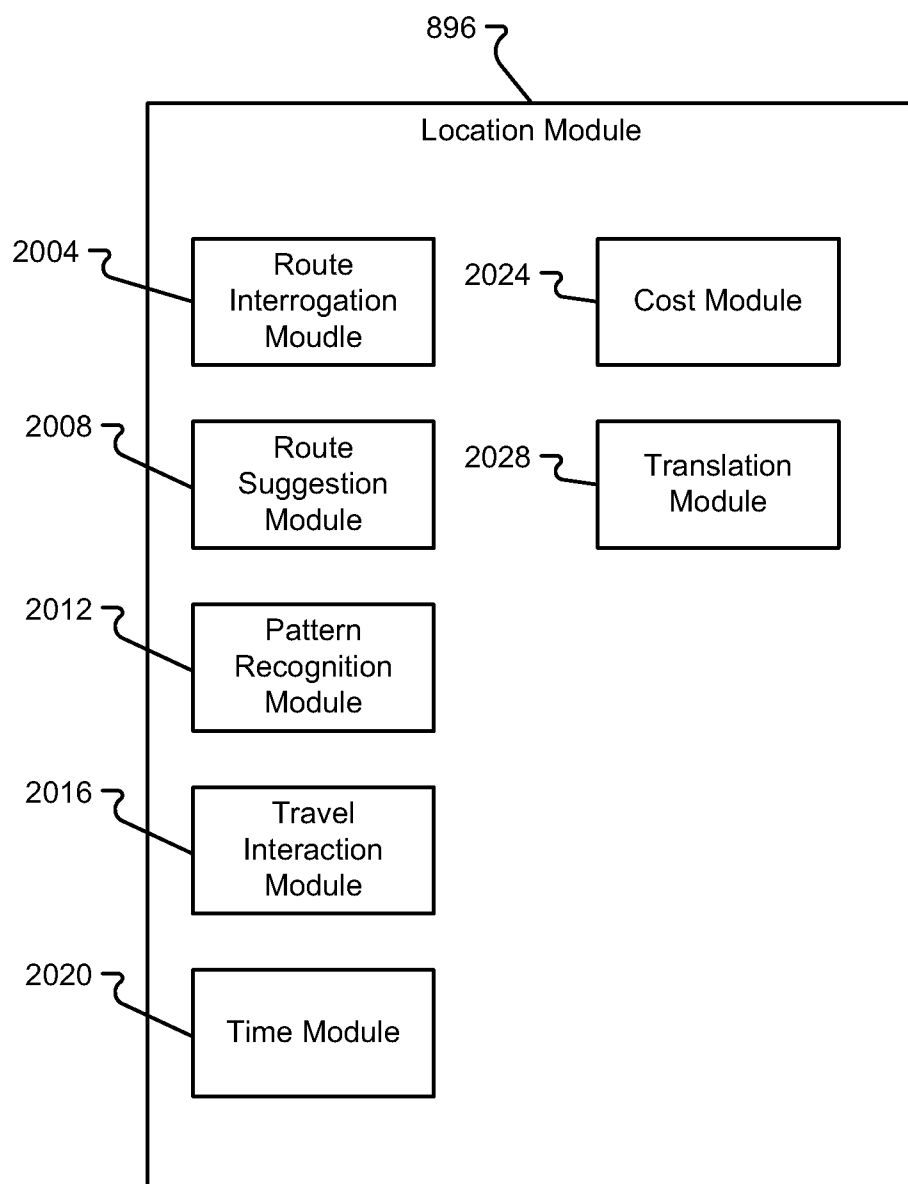 896
Location Module
2004
Route
Interrogation
Moudle
2024
Cost Module
2008
Route
Suggestion
Module
2028
Translation
Module
2012
Pattern
Recognition
Module
2016
Travel
Interaction
Module
2020
Time Module